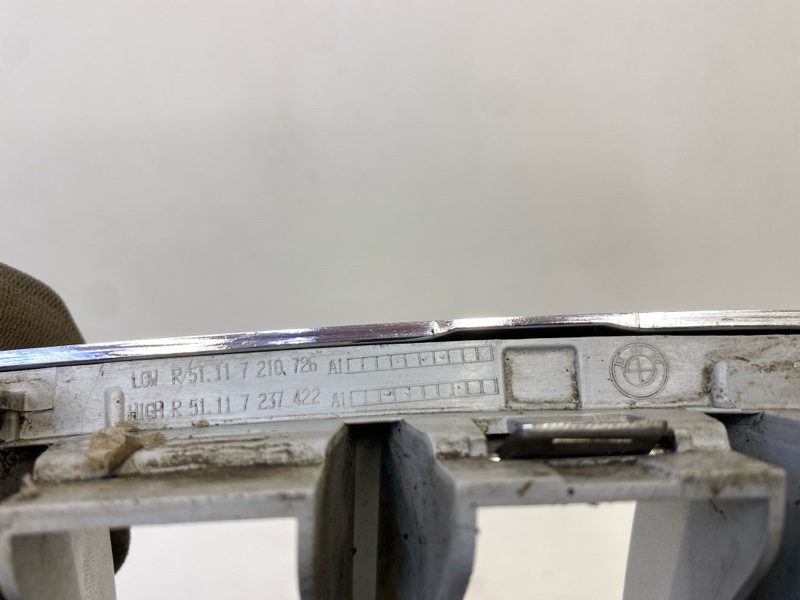 LOW R 51.11 7 210.726 AI
HIGH R 51.11 7 237 422 AI